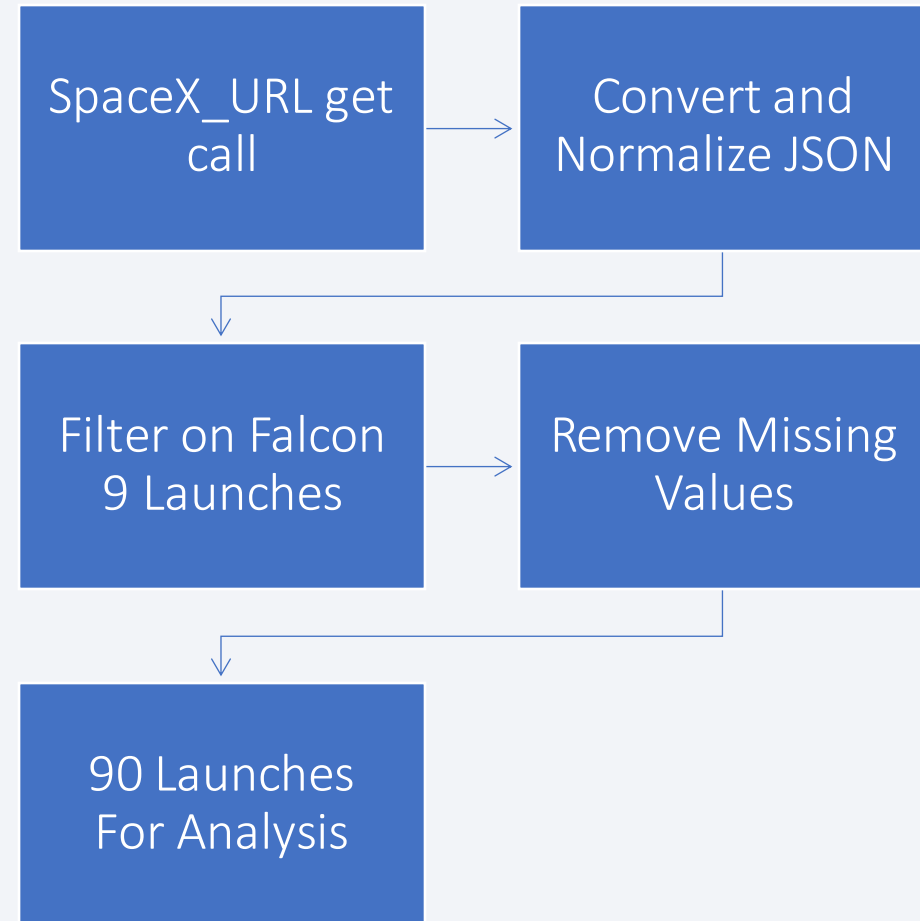 SpaceX_URL get
call
Convert and
Normalize JSON
Filter on Falcon
9 Launches
Remove Missing
Values
90 Launches
For Analysis